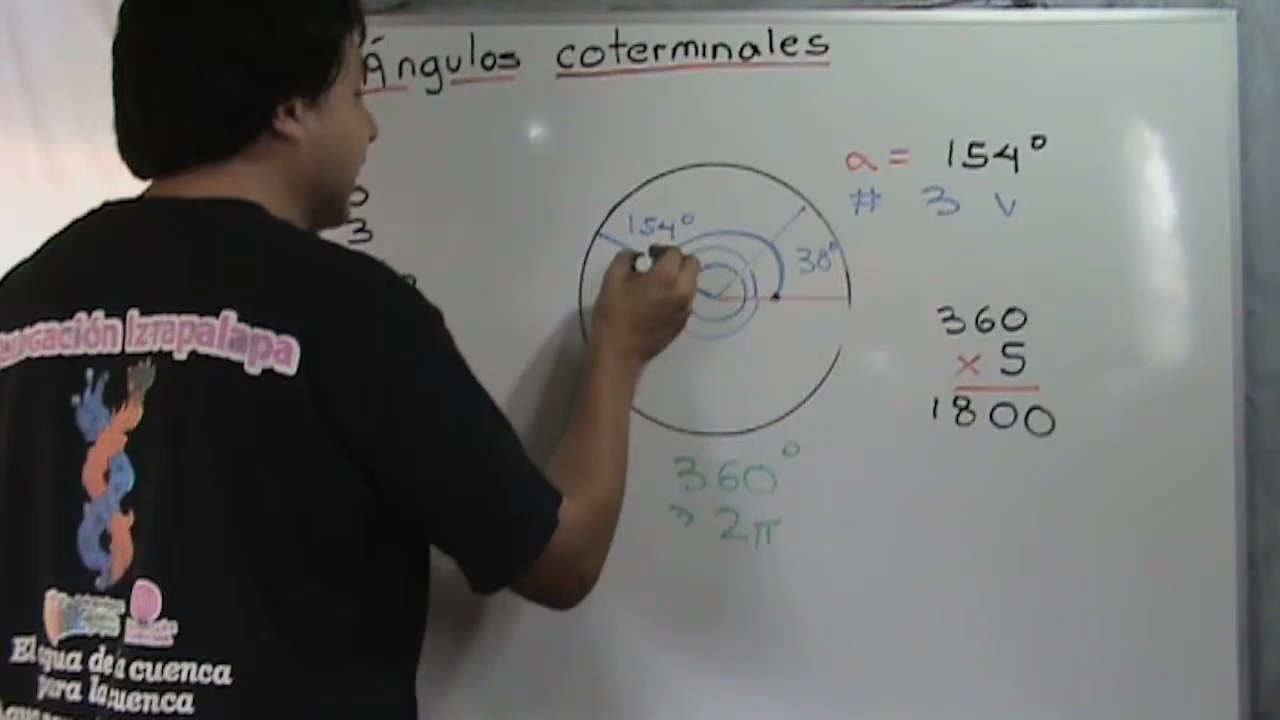 Ángulos coterminales
α = 154°
# 3 v
154°
38°
3
360
x 5
1800
360°
2π
Izrapalapa
El agua de la cuenca
para la cuenca